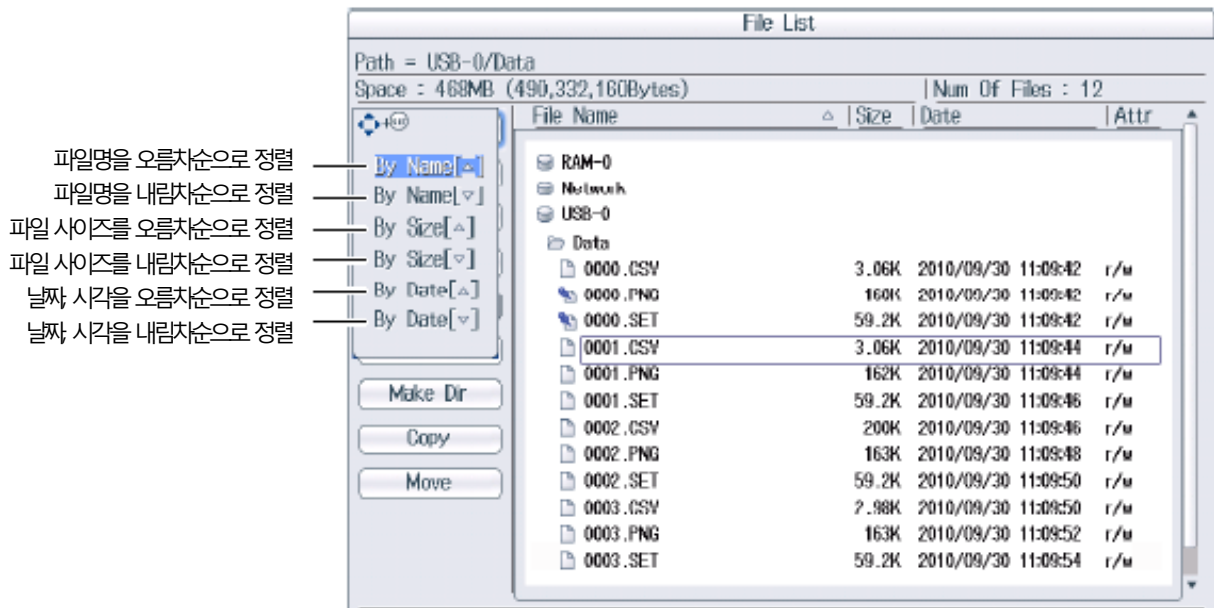 File List
Path = USB-0/Data
Space : 468MB (490,332,160Bytes) Num Of Files : 12
File Name Size Date Attr
파일명을 오름차순으로 정렬
파일명을 내림차순으로 정렬
파일 사이즈를 오름차순으로 정렬
파일 사이즈를 내림차순으로 정렬
날짜, 시각을 오름차순으로 정렬
날짜, 시각을 내림차순으로 정렬
By Name[△]
By Name[▽]
By Size[△]
By Size[▽]
By Date[△]
By Date[▽]
Make Dir
Copy
Move
RAM-0
Network
USB-0
Data
0000.CSV 3.06K 2010/09/30 11:09:42 r/w
0000.PNG 160K 2010/09/30 11:09:42 r/w
0000.SET 59.2K 2010/09/30 11:09:42 r/w
0001.CSV 3.06K 2010/09/30 11:09:44 r/w
0001.PNG 162K 2010/09/30 11:09:44 r/w
0001.SET 59.2K 2010/09/30 11:09:46 r/w
0002.CSV 200K 2010/09/30 11:09:46 r/w
0002.PNG 163K 2010/09/30 11:09:48 r/w
0002.SET 59.2K 2010/09/30 11:09:50 r/w
0003.CSV 2.98K 2010/09/30 11:09:50 r/w
0003.PNG 163K 2010/09/30 11:09:52 r/w
0003.SET 59.2K 2010/09/30 11:09:54 r/w